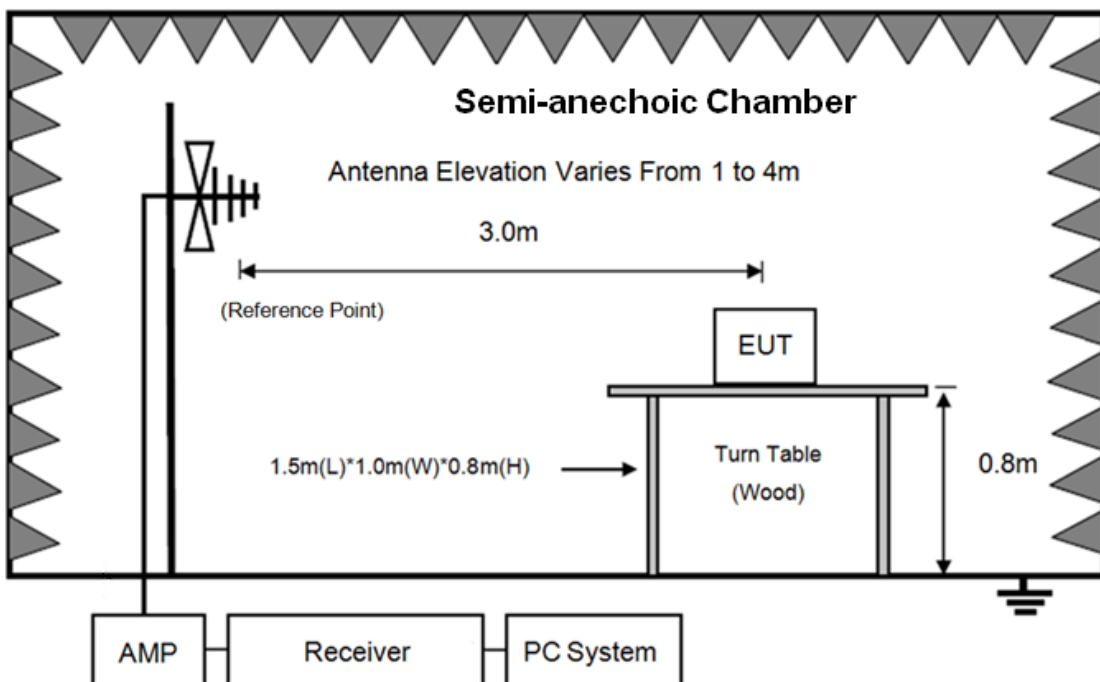 Semi-anechoic Chamber
Antenna Elevation Varies From 1 to 4m
3.0m
(Reference Point)
EUT
1.5m(L)*1.0m(W)*0.8m(H)
Turn Table
(Wood)
0.8m
AMP
Receiver
PC System